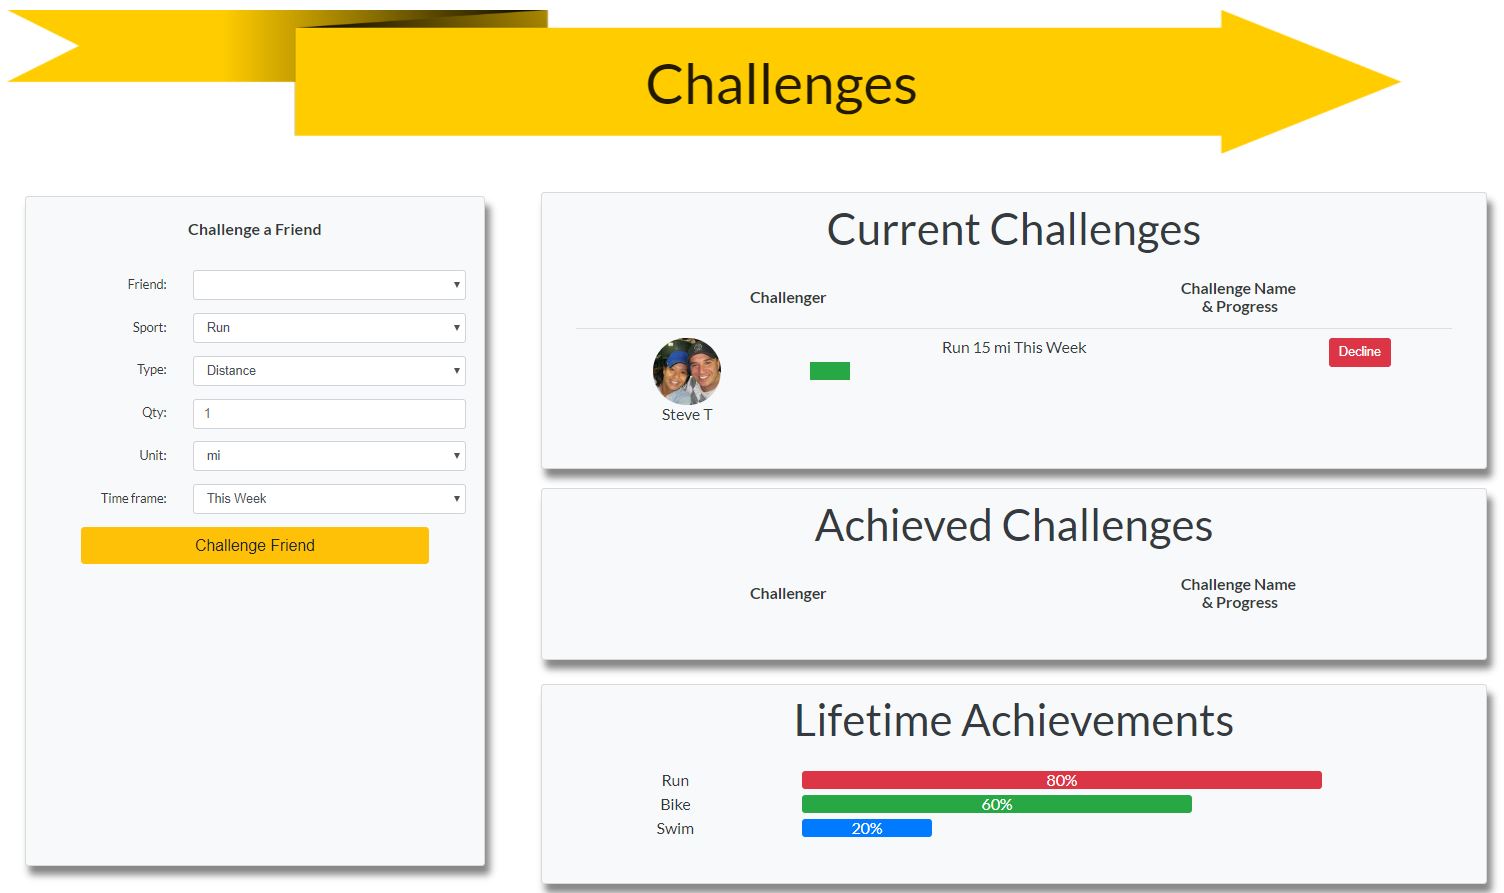 Challenges
Challenge a Friend
Friend:
Sport: Run
Type: Distance
Qty: 1
Unit: mi
Time frame: This Week
Challenge Friend
Current Challenges
Challenger
Challenge Name
& Progress
Run 15 mi This Week
Decline
Steve T
Achieved Challenges
Challenger
Challenge Name
& Progress
Lifetime Achievements
Run 80%
Bike 60%
Swim 20%